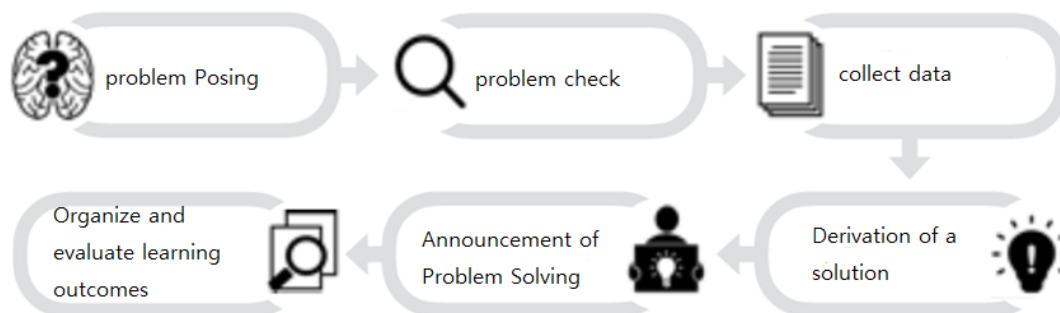 problem Posing
problem check
collect data
Derivation of a
solution
Announcement of
Problem Solving
Organize and
evaluate learning
outcomes